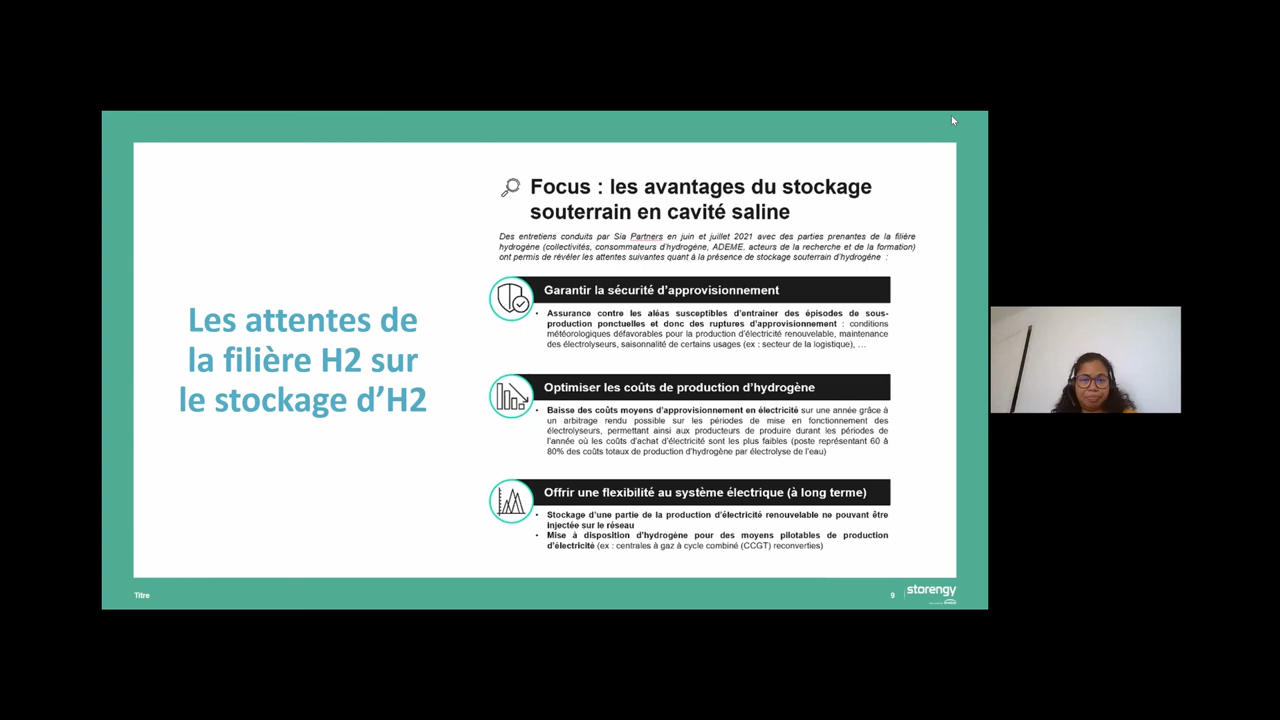 Les attentes de
la filière H2 sur
le stockage d’H2
Focus : les avantages du stockage
souterrain en cavité saline
Des entretiens conduits par Sia Partners en juin et juillet 2021 avec des parties prenantes de la filière
hydrogène (collectivités, consommateurs d'hydrogène, ADEME, acteurs de la recherche et de la formation)
ont permis de révéler les attentes suivantes quant à la présence de stockage souterrain d'hydrogène :
Garantir la sécurité d’approvisionnement
• Assurance contre les aléas susceptibles d’entrainer des épisodes de sous-
production ponctuelles et donc des ruptures d’approvisionnement : conditions
météorologiques défavorables pour la production d’électricité renouvelable, maintenance
des électrolyseurs, saisonnalité de certains usages (ex : secteur de la logistique), …
Optimiser les coûts de production d’hydrogène
• Baisse des coûts moyens d’approvisionnement en électricité sur une année grâce à
un arbitrage rendu possible sur les périodes de mise en fonctionnement des
électrolyseurs, permettant ainsi aux producteurs de produire durant les périodes de
l’année où les coûts d’achat d’électricité sont les plus faibles (poste représentant 60 à
80% des coûts totaux de production d’hydrogène par électrolyse de l’eau)
Offrir une flexibilité au système électrique (à long terme)
• Stockage d’une partie de la production d’électricité renouvelable ne pouvant être
injectée sur le réseau
• Mise à disposition d’hydrogène pour des moyens pilotables de production
d’électricité (ex : centrales à gaz à cycle combiné (CCGT) reconverties)
Titre
9
storengy